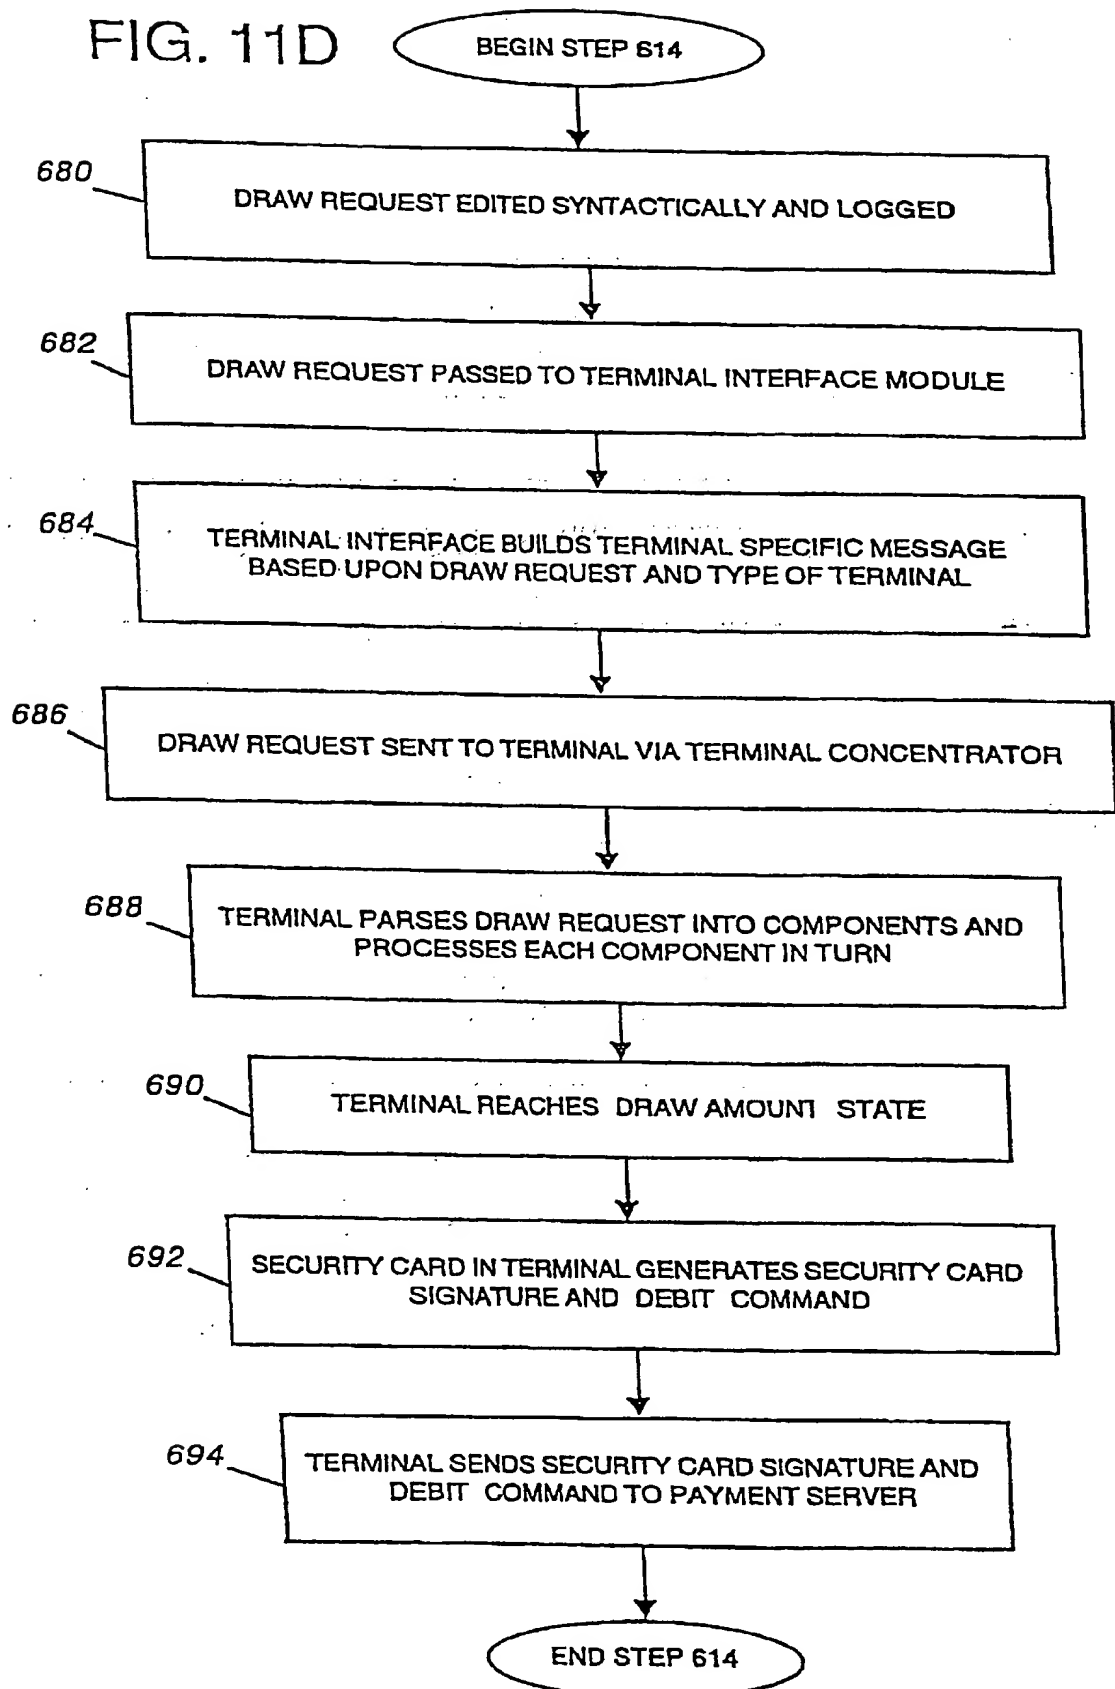 FIG. 11D
BEGIN STEP 614
680
DRAW REQUEST EDITED SYNTACTICALLY AND LOGGED
682
DRAW REQUEST PASSED TO TERMINAL INTERFACE MODULE
684
TERMINAL INTERFACE BUILDS TERMINAL SPECIFIC MESSAGE
BASED UPON DRAW REQUEST AND TYPE OF TERMINAL
686
DRAW REQUEST SENT TO TERMINAL VIA TERMINAL CONCENTRATOR
688
TERMINAL PARSES DRAW REQUEST INTO COMPONENTS AND
PROCESSES EACH COMPONENT IN TURN
690
TERMINAL REACHES DRAW AMOUNT STATE
692
SECURITY CARD IN TERMINAL GENERATES SECURITY CARD
SIGNATURE AND DEBIT COMMAND
694
TERMINAL SENDS SECURITY CARD SIGNATURE AND
DEBIT COMMAND TO PAYMENT SERVER
END STEP 614